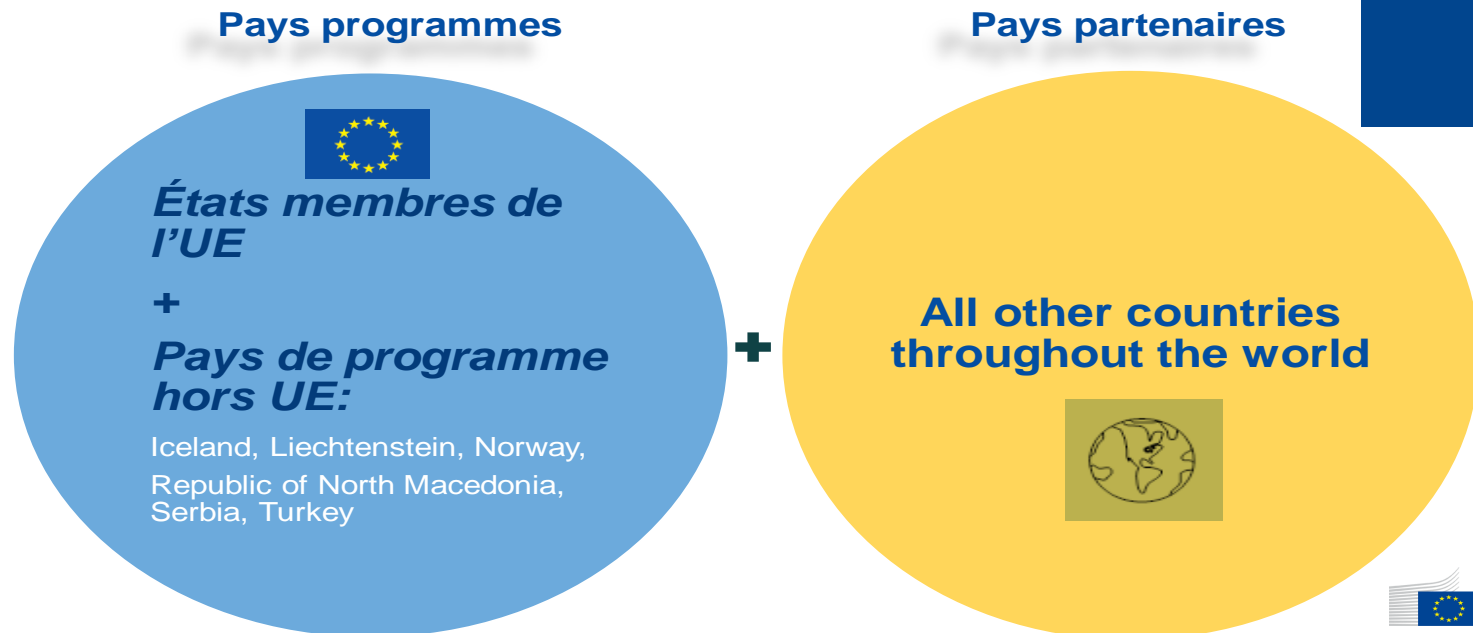 Pays programmes
Pays partenaires
États membres de
l’UE
+
Pays de programme
hors UE:
Iceland, Liechtenstein, Norway,
Republic of North Macedonia,
Serbia, Turkey
+
All other countries
throughout the world